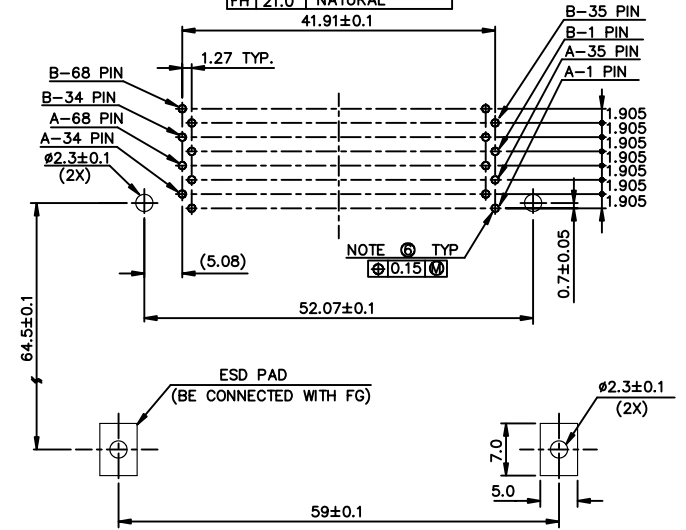 FH 21.0 NATURAL
41.91±0.1
B-35 PIN
B-1 PIN
1.27 TYP.
A-35 PIN
B-68 PIN
A-1 PIN
B-34 PIN
A-68 PIN
A-34 PIN
1.905
1.905
1.905
1.905
1.905
1.905
1.905
ø2.3±0.1
(2X)
(5.08)
NOTE ⑥ TYP
⌖ 0.15 Ⓜ
0.7±0.05
52.07±0.1
64.5±0.1
ESD PAD
(BE CONNECTED WITH FG)
ø2.3±0.1
(2X)
7.0
5.0
59±0.1